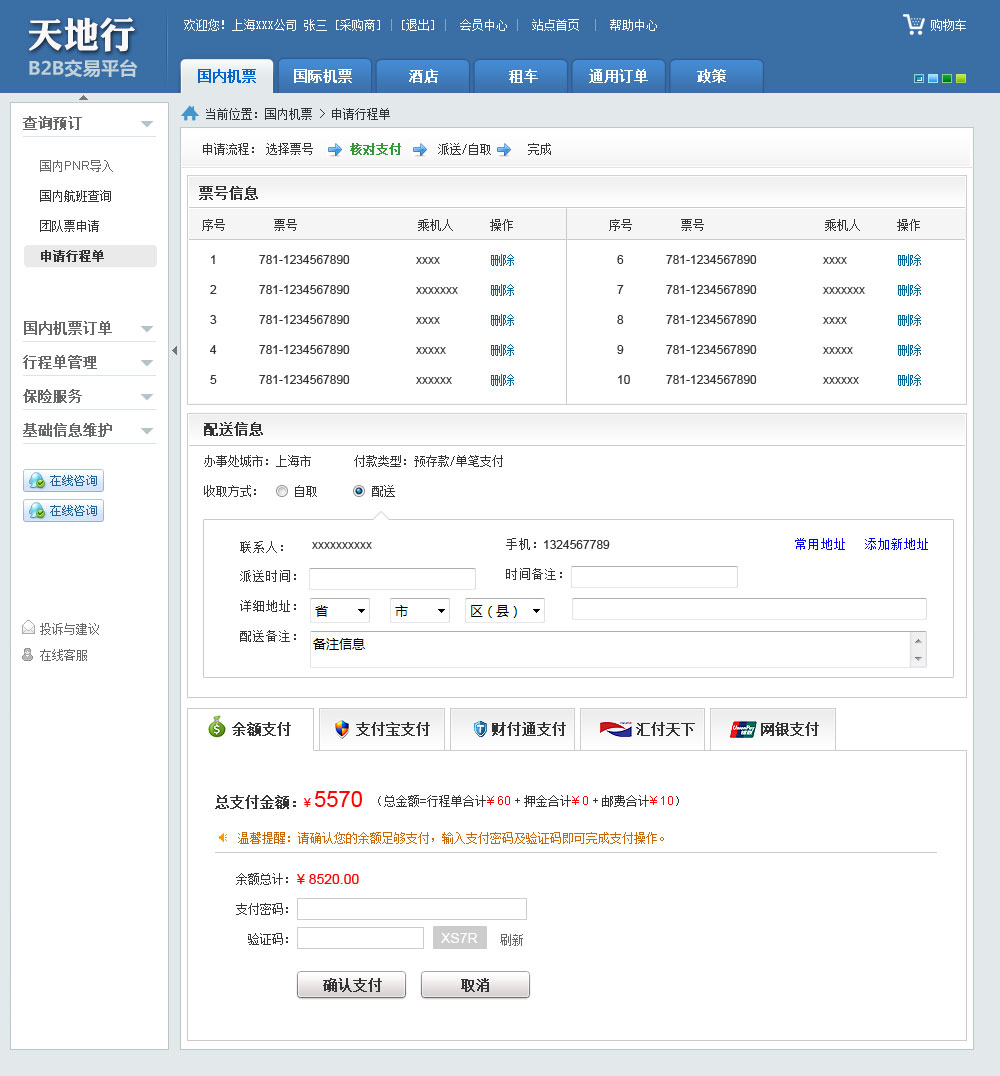 天地行
B2B交易平台
欢迎您！上海XXX公司 张三 [采购商] | [退出] | 会员中心 | 站点首页 | 帮助中心
购物车
国内机票 国际机票 酒店 租车 通用订单 政策
当前位置：国内机票 > 申请行程单
查询预订
国内PNR导入
国内航班查询
团队票申请
申请行程单
国内机票订单
行程单管理
保险服务
基础信息维护
在线咨询
在线咨询
投诉与建议
在线客服
申请流程： 选择票号 核对支付 派送/自取 完成
票号信息
序号 票号 乘机人 操作 序号 票号 乘机人 操作
1 781-1234567890 xxxx 删除 6 781-1234567890 xxxx 删除
2 781-1234567890 xxxxxxx 删除 7 781-1234567890 xxxxxxx 删除
3 781-1234567890 xxxx 删除 8 781-1234567890 xxxx 删除
4 781-1234567890 xxxxx 删除 9 781-1234567890 xxxxx 删除
5 781-1234567890 xxxxxx 删除 10 781-1234567890 xxxxxx 删除
配送信息
办事处城市：上海市 付款类型：预存款/单笔支付
收取方式： 自取 配送
联系人： xxxxxxxxxx 手机：1324567789 常用地址 添加新地址
派送时间： 时间备注：
详细地址： 省 市 区（县）
配送备注： 备注信息
余额支付 支付宝支付 财付通支付 汇付天下 UnionPay 银联 网银支付
总支付金额：¥ 5570 （总金额=行程单合计¥ 60 + 押金合计¥ 0 + 邮费合计¥ 10）
温馨提醒：请确认您的余额足够支付，输入支付密码及验证码即可完成支付操作。
余额总计：¥ 8520.00
支付密码：
验证码： XS7R 刷新
确认支付 取消